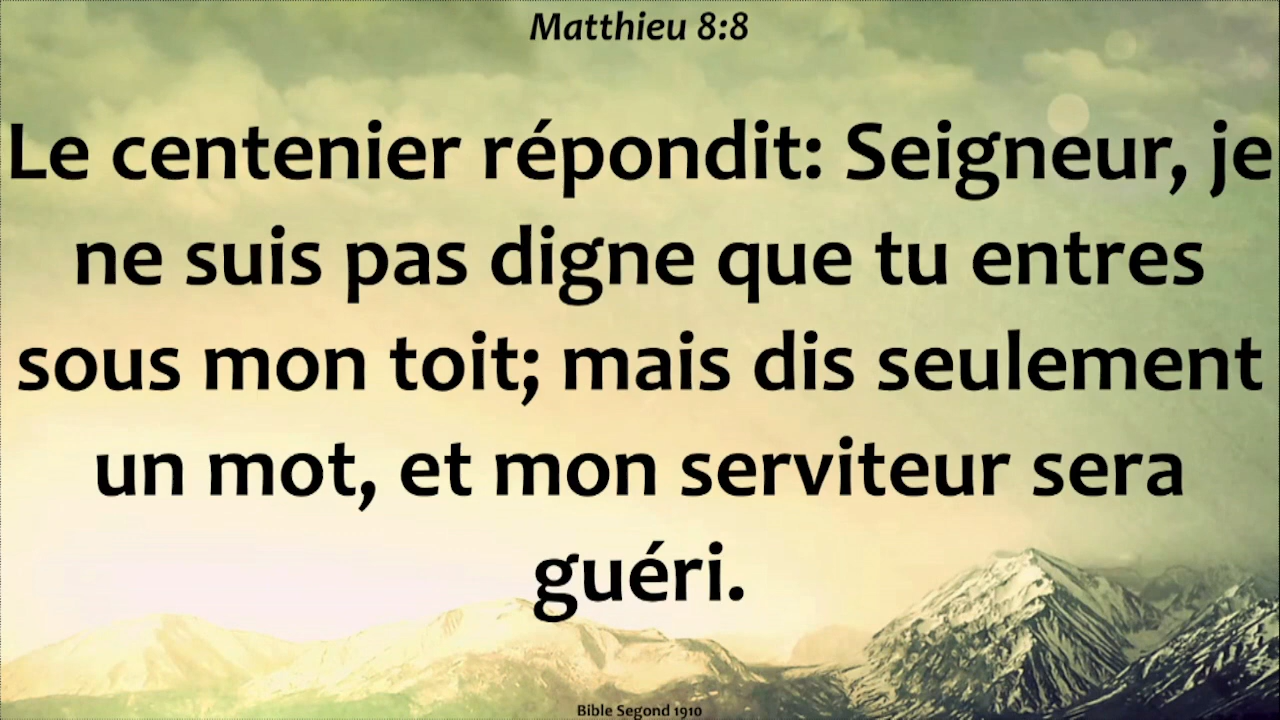 Matthieu 8:8
Le centenier répondit: Seigneur, je
ne suis pas digne que tu entres
sous mon toit; mais dis seulement
un mot, et mon serviteur sera
guéri.
Bible Segond 1910